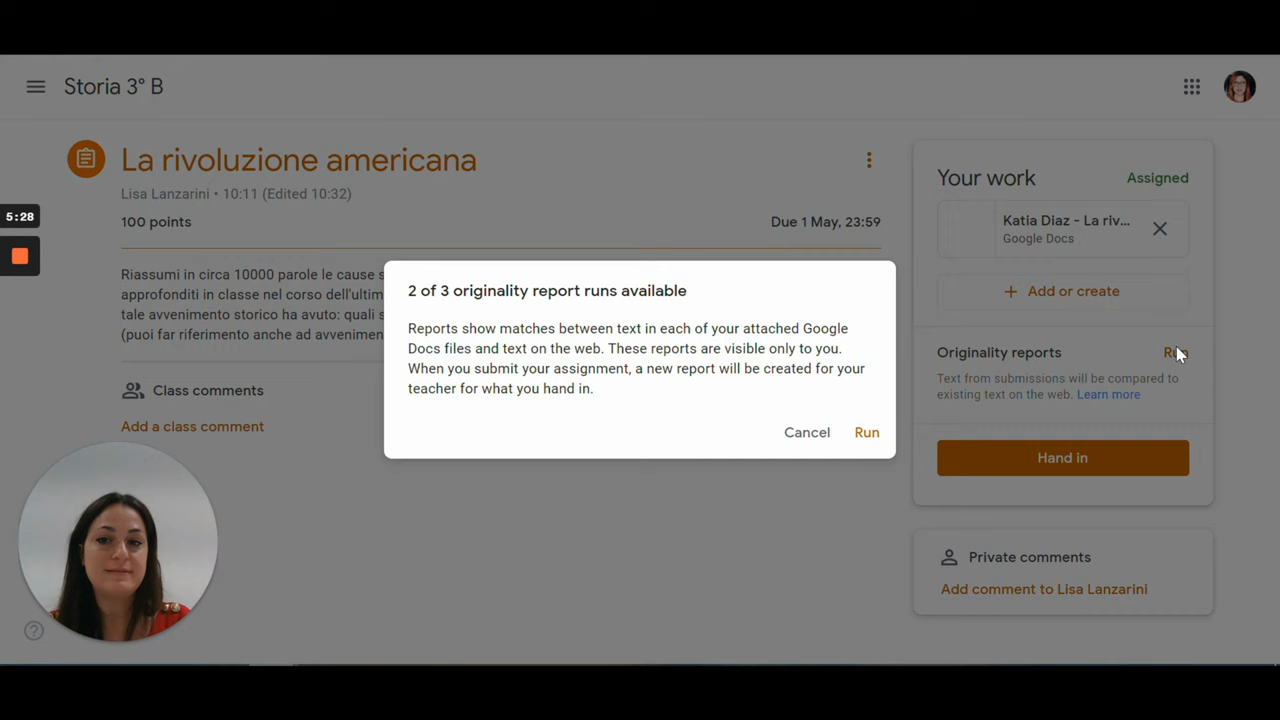 Storia 3° B
La rivoluzione americana
Lisa Lanzarini • 10:11 (Edited 10:32)
100 points
Due 1 May, 23:59
Riassumi in circa 10000 parole le cause s
approfonditi in classe nel corso dell'ultim
tale avvenimento storico ha avuto: quali s
(puoi far riferimento anche ad avvenimen
Class comments
Add a class comment
5:28
2 of 3 originality report runs available
Reports show matches between text in each of your attached Google
Docs files and text on the web. These reports are visible only to you.
When you submit your assignment, a new report will be created for your
teacher for what you hand in.
Cancel
Run
Your work
Assigned
Katia Diaz - La riv...
Google Docs
+ Add or create
Originality reports
Run
Text from submissions will be compared to
existing text on the web. Learn more
Hand in
Private comments
Add comment to Lisa Lanzarini